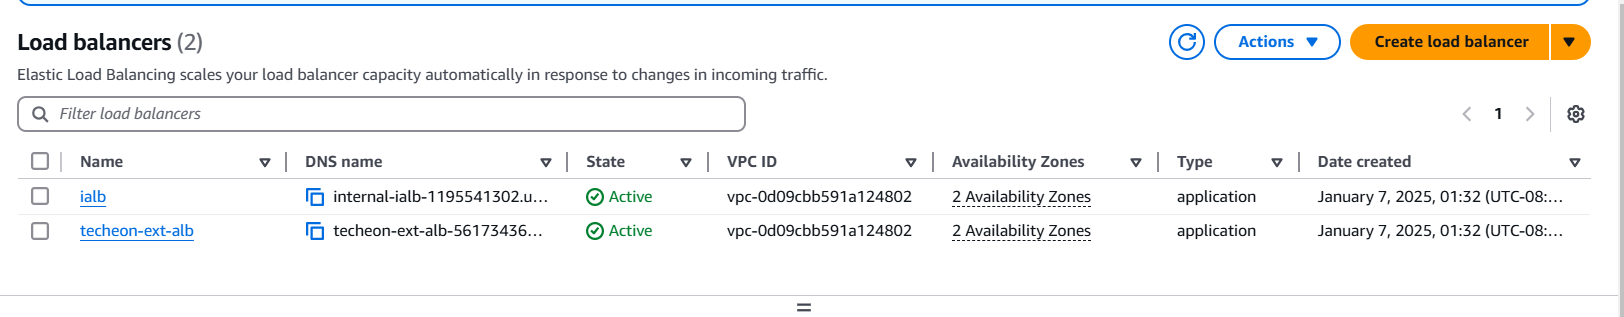 Load balancers (2)
Actions
Create load balancer
Elastic Load Balancing scales your load balancer capacity automatically in response to changes in incoming traffic.
Filter load balancers
1
Name DNS name State VPC ID Availability Zones Type Date created
ialb internal-ialb-1195541302.u... Active vpc-0d09cbb591a124802 2 Availability Zones application January 7, 2025, 01:32 (UTC-08:...
techeon-ext-alb techeon-ext-alb-56173436... Active vpc-0d09cbb591a124802 2 Availability Zones application January 7, 2025, 01:32 (UTC-08:...